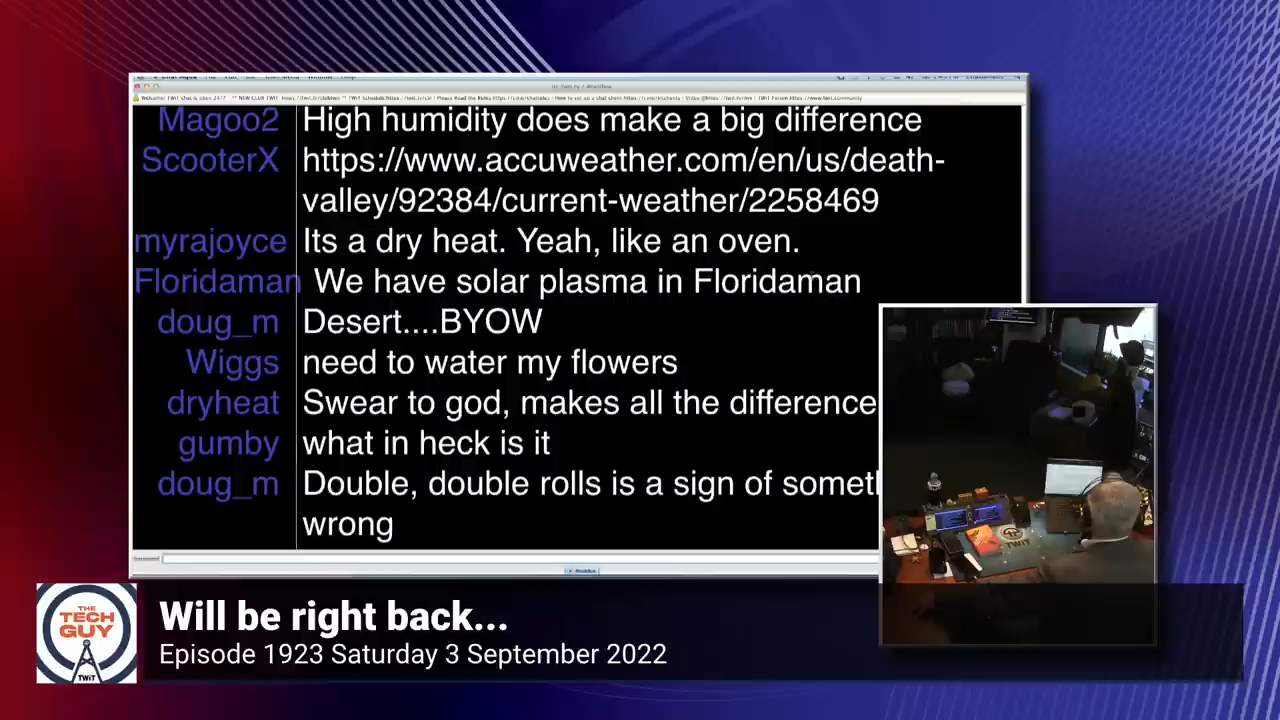 Magoo2 High humidity does make a big difference
ScooterX https://www.accuweather.com/en/us/death-
valley/92384/current-weather/2258469
myrajoyce Its a dry heat. Yeah, like an oven.
Floridaman We have solar plasma in Floridaman
doug_m Desert....BYOW
Wiggs need to water my flowers
dryheat Swear to god, makes all the difference
gumby what in heck is it
doug_m Double, double rolls is a sign of
wrong
TWiT
THE
TECH
GUY
TWiT
Will be right back...
Episode 1923 Saturday 3 September 2022